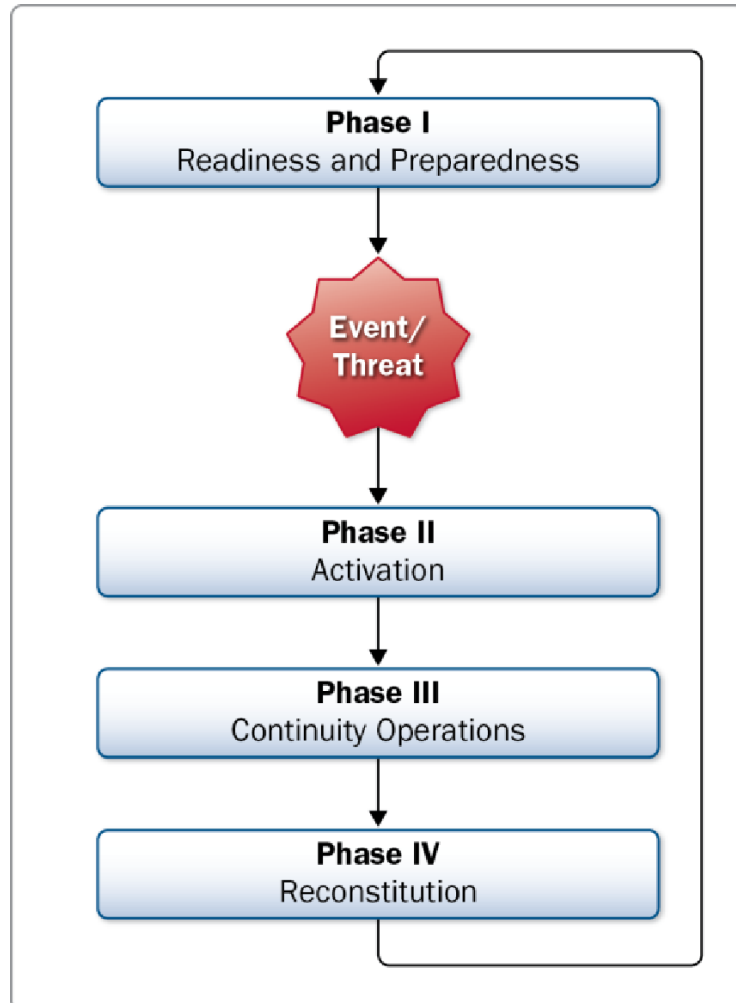 Phase I
Readiness and Preparedness
Event/
Threat
Phase II
Activation
Phase III
Continuity Operations
Phase IV
Reconstitution